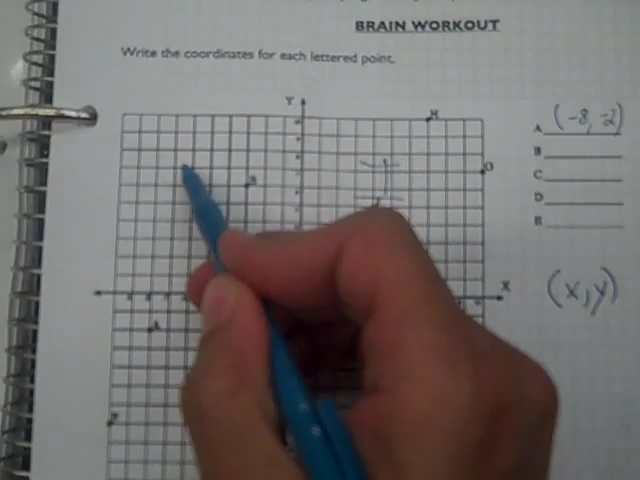 BRAIN WORKOUT
Write the coordinates for each lettered point.
Y
A (-8, -2)
B
C
D
E
X
(x, y)
A